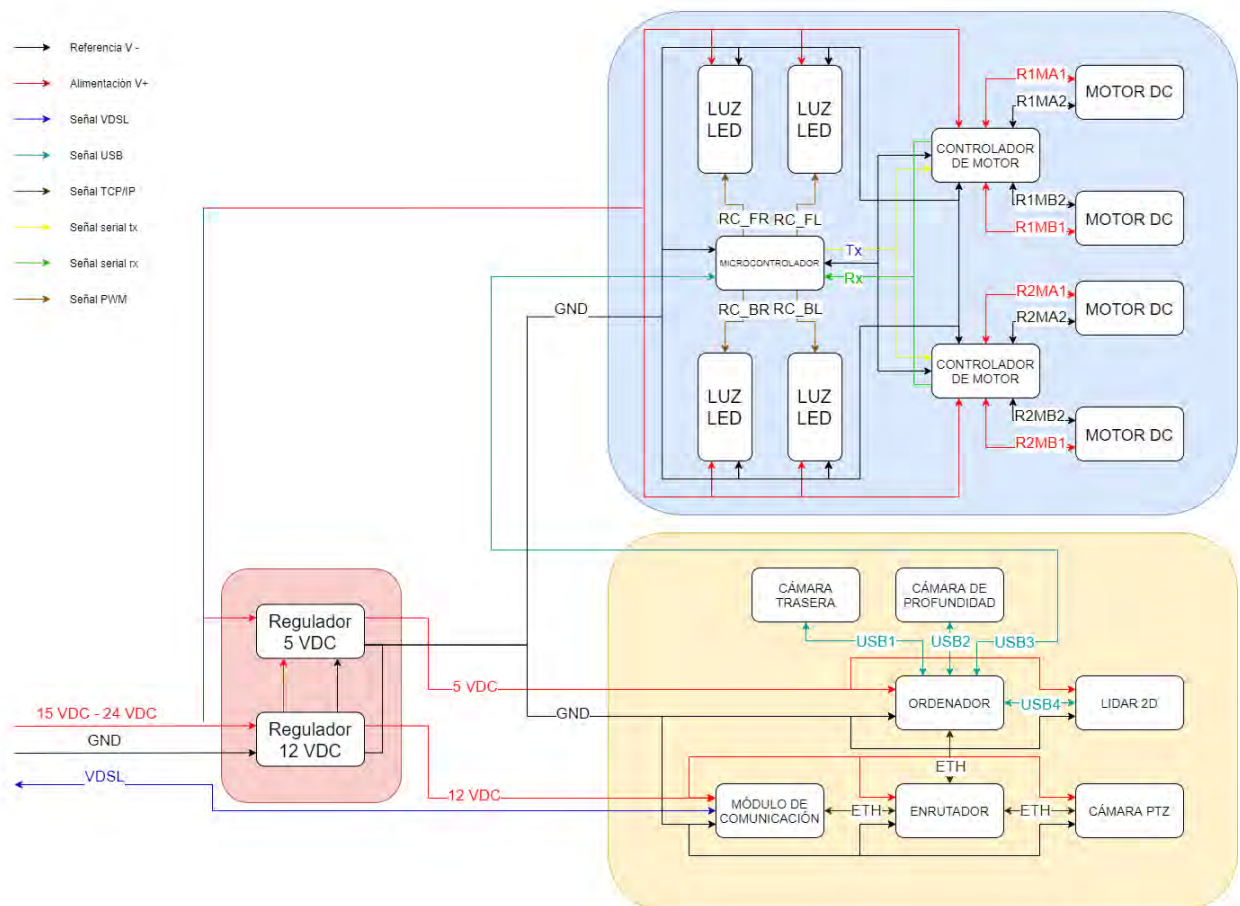 Referencia V -
Alimentación V+
Señal VDSL
Señal USB
Señal TCP/IP
Señal serial tx
Señal serial rx
Señal PWM
LUZ
LED
LUZ
LED
RC_FR
RC_FL
MICROCONTROLADOR
Tx
Rx
RC_BR
RC_BL
LUZ
LED
LUZ
LED
CONTROLADOR
DE MOTOR
R1MA1
R1MA2
MOTOR DC
R1MB2
R1MB1
MOTOR DC
R2MA1
R2MA2
MOTOR DC
CONTROLADOR
DE MOTOR
R2MB2
R2MB1
MOTOR DC
GND
Regulador
5 VDC
Regulador
12 VDC
15 VDC - 24 VDC
GND
VDSL
5 VDC
GND
12 VDC
CÁMARA
TRASERA
CÁMARA DE
PROFUNDIDAD
USB1
USB2
USB3
ORDENADOR
USB4
LIDAR 2D
ETH
MÓDULO DE
COMUNICACIÓN
ETH
ENRUTADOR
ETH
CÁMARA PTZ